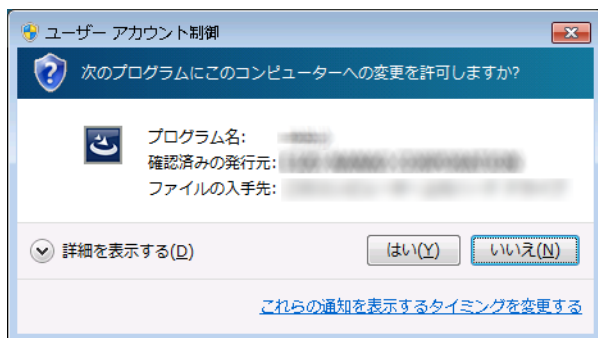 ユーザー アカウント制御
次のプログラムにこのコンピューターへの変更を許可しますか?
プログラム名:
確認済みの発行元:
ファイルの入手先:
詳細を表示する(D)
はい(Y)
いいえ(N)
これらの通知を表示するタイミングを変更する